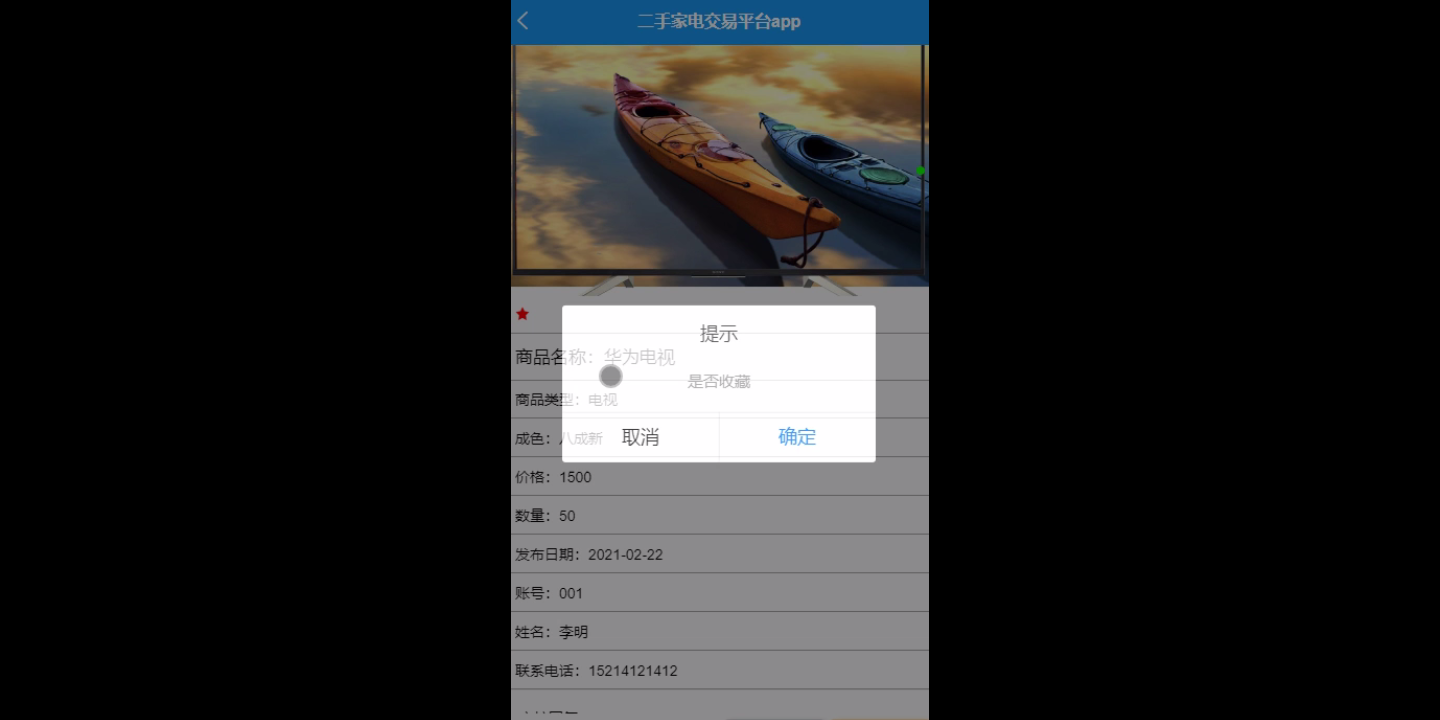 二手家电交易平台app
提示
商品名称：华为电视
是否收藏
商品类型：电视
取消
确定
成色：八成新
价格：1500
数量：50
发布日期：2021-02-22
账号：001
姓名：李明
联系电话：15214121412